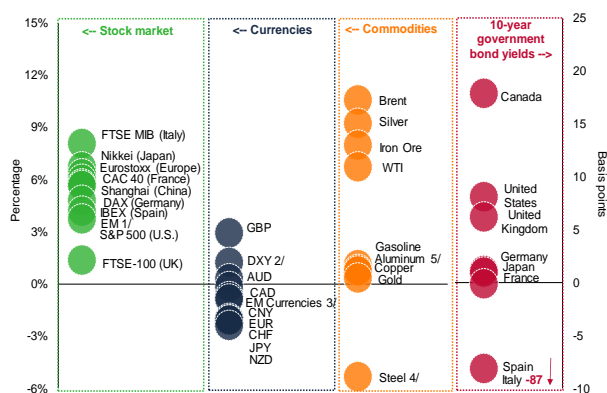 15%
12%
9%
6%
3%
0%
-3%
-6%
Percentage
<-- Stock market
FTSE MIB (Italy)
Nikkei (Japan)
Eurostoxx (Europe)
CAC 40 (France)
Shanghai (China)
DAX (Germany)
IBEX (Spain)
EM 1/
S&P 500 (U.S.)
FTSE-100 (UK)
<-- Currencies
GBP
DXY 2/
AUD
CAD
EM Currencies 3/
CNY
EUR
CHF
JPY
NZD
<-- Commodities
Brent
Silver
Iron Ore
WTI
Gasoline
Aluminum 5/
Copper
Gold
Steel 4/
10-year
government
bond yields -->
Canada
United
States
United
Kingdom
Germany
Japan
France
Spain
Italy -87 ↓
25
20
15
10
5
0
-5
-10
Basis points